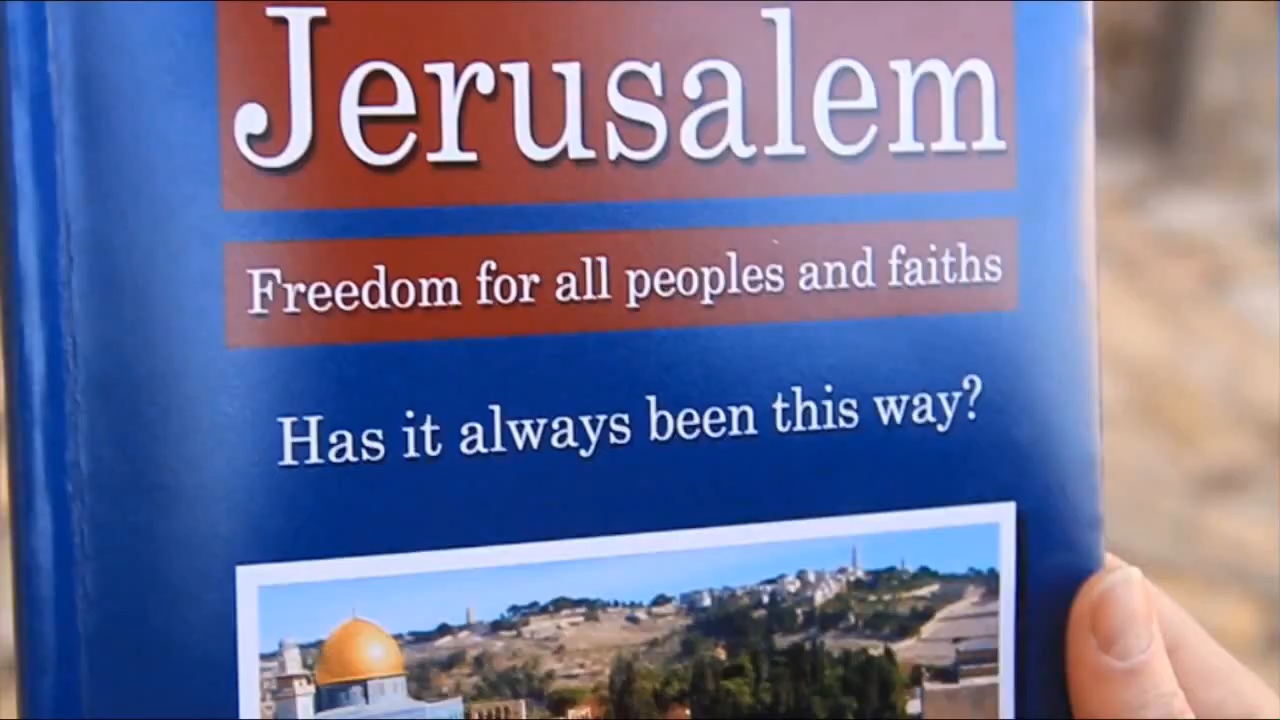 Jerusalem
Freedom for all peoples and faiths
Has it always been this way?